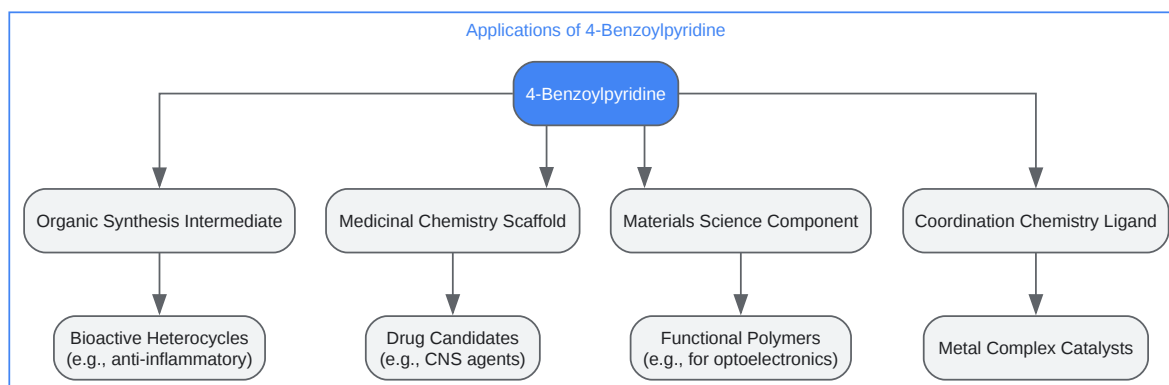 Applications of 4-Benzoylpyridine
4-Benzoylpyridine
Organic Synthesis Intermediate
Medicinal Chemistry Scaffold
Materials Science Component
Coordination Chemistry Ligand
Bioactive Heterocycles
(e.g., anti-inflammatory)
Drug Candidates
(e.g., CNS agents)
Functional Polymers
(e.g., for optoelectronics)
Metal Complex Catalysts